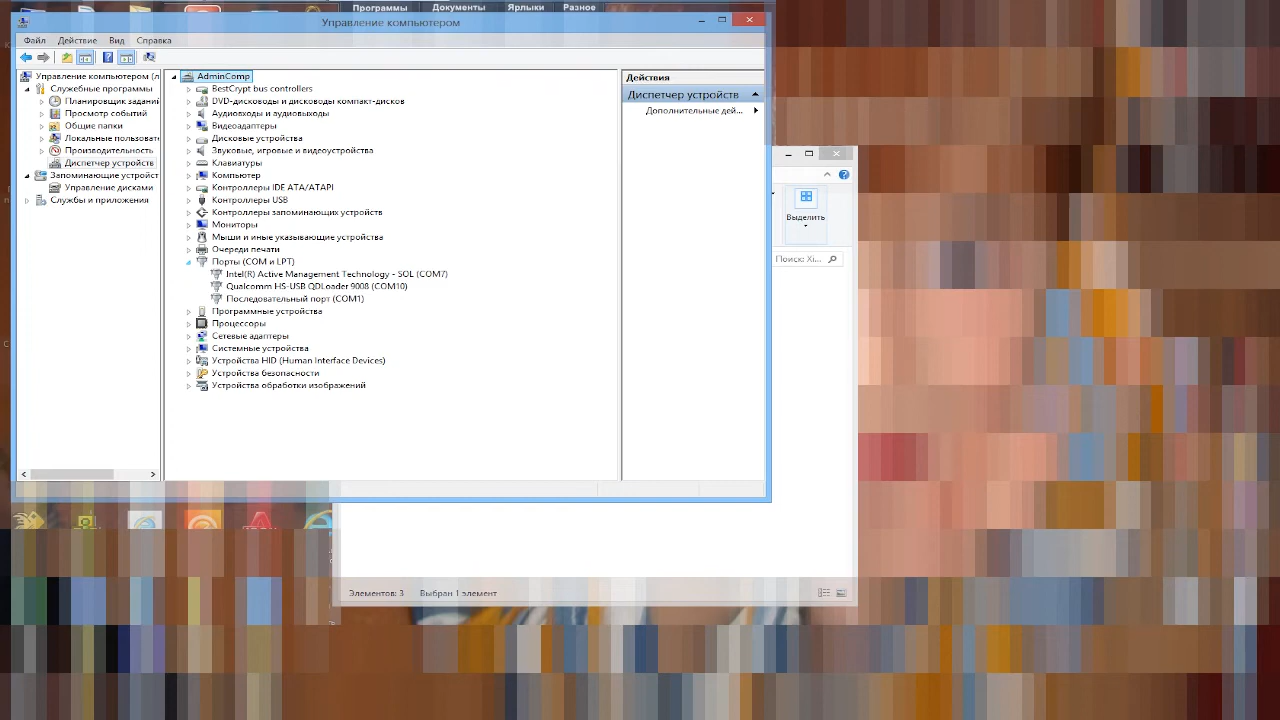 Программы Документы Ярлыки Разное
Управление компьютером
Файл Действие Вид Справка
Управление компьютером (л
Служебные программы
Планировщик заданий
Просмотр событий
Общие папки
Локальные пользоват
Производительность
Диспетчер устройств
Запоминающие устройст
Управление дисками
Службы и приложения
AdminComp
BestCrypt bus controllers
DVD-дисководы и дисководы компакт-дисков
Аудиовходы и аудиовыходы
Видеоадаптеры
Дисковые устройства
Звуковые, игровые и видеоустройства
Клавиатуры
Компьютер
Контроллеры IDE ATA/ATAPI
Контроллеры USB
Контроллеры запоминающих устройств
Мониторы
Мыши и иные указывающие устройства
Очереди печати
Порты (COM и LPT)
Intel(R) Active Management Technology - SOL (COM7)
Qualcomm HS-USB QDLoader 9008 (COM10)
Последовательный порт (COM1)
Программные устройства
Процессоры
Сетевые адаптеры
Системные устройства
Устройства HID (Human Interface Devices)
Устройства безопасности
Устройства обработки изображений
Действия
Диспетчер устройств
Дополнительные дей...
Выделить
Поиск: Xi...
Элементов: 3 Выбран 1 элемент